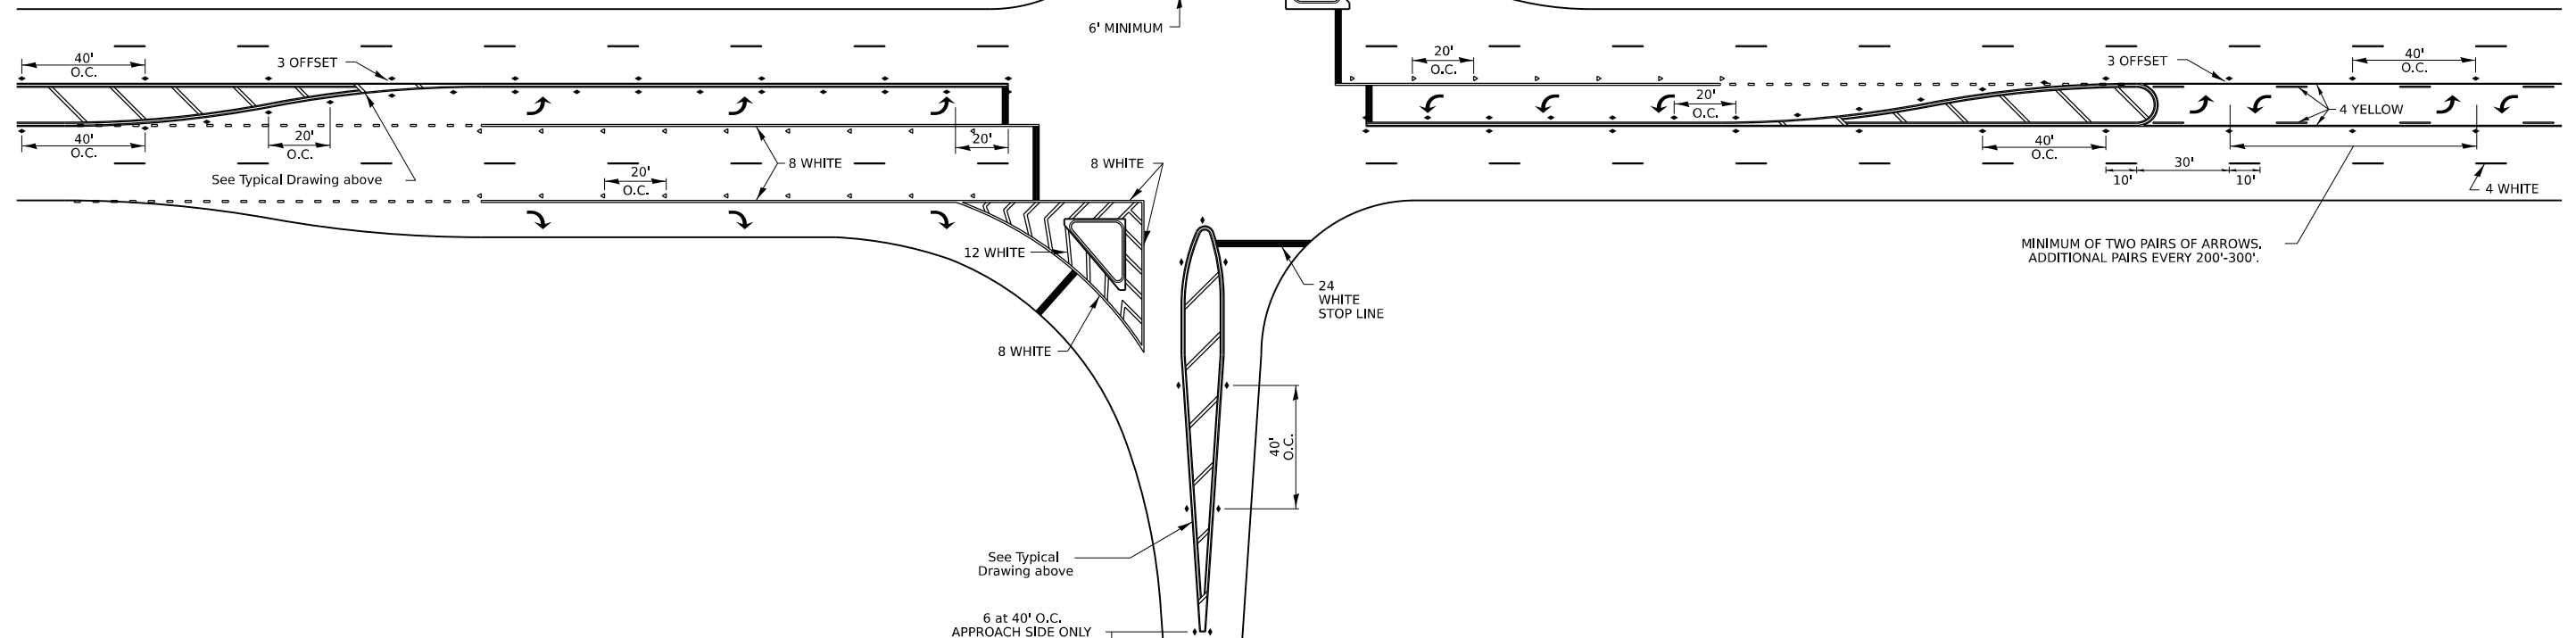 6' MINIMUM
40'
O.C.
3 OFFSET
20'
O.C.
3 OFFSET
40'
O.C.
20'
O.C.
4 YELLOW
40'
O.C.
20'
O.C.
20'
8 WHITE
8 WHITE
40'
O.C.
See Typical Drawing above
20'
O.C.
30'
10'
10'
4 WHITE
12 WHITE
MINIMUM OF TWO PAIRS OF ARROWS.
ADDITIONAL PAIRS EVERY 200'-300'.
24
WHITE
STOP LINE
8 WHITE
40'
O.C.
See Typical
Drawing above
6 at 40' O.C.
APPROACH SIDE ONLY